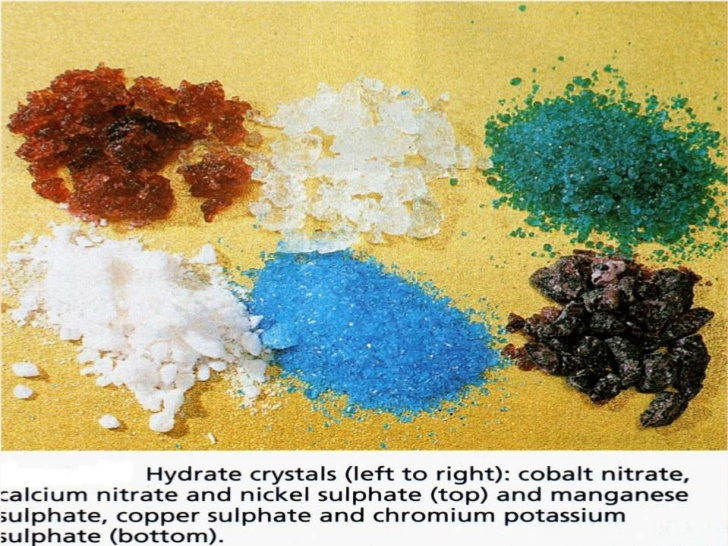 Hydrate crystals (left to right): cobalt nitrate,
calcium nitrate and nickel sulphate (top) and manganese
sulphate, copper sulphate and chromium potassium
sulphate (bottom).